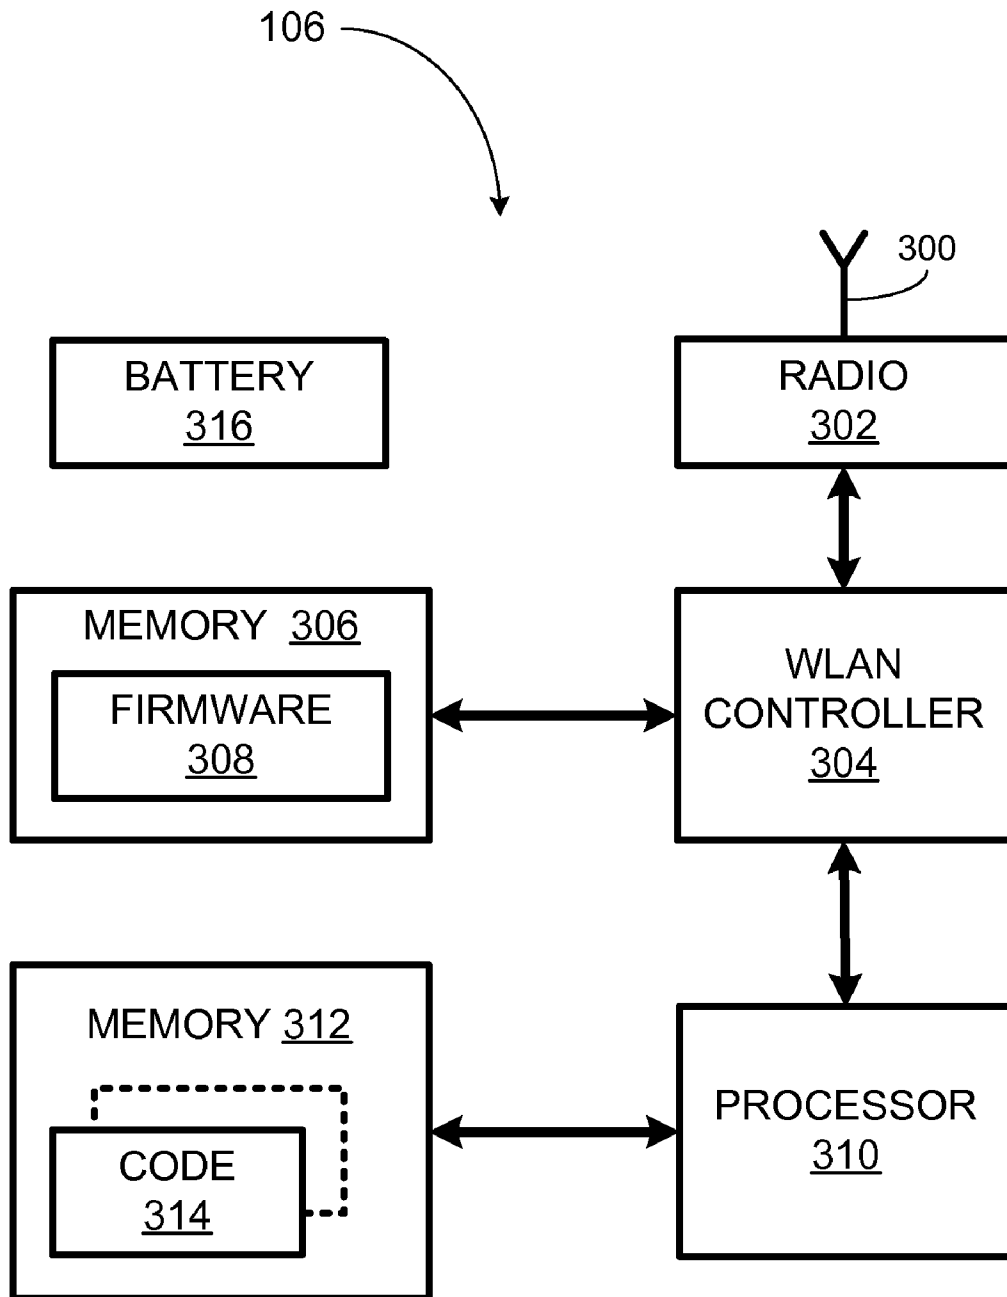 106
300
BATTERY
316
RADIO
302
MEMORY 306
FIRMWARE
308
WLAN
CONTROLLER
304
MEMORY 312
CODE
314
PROCESSOR
310